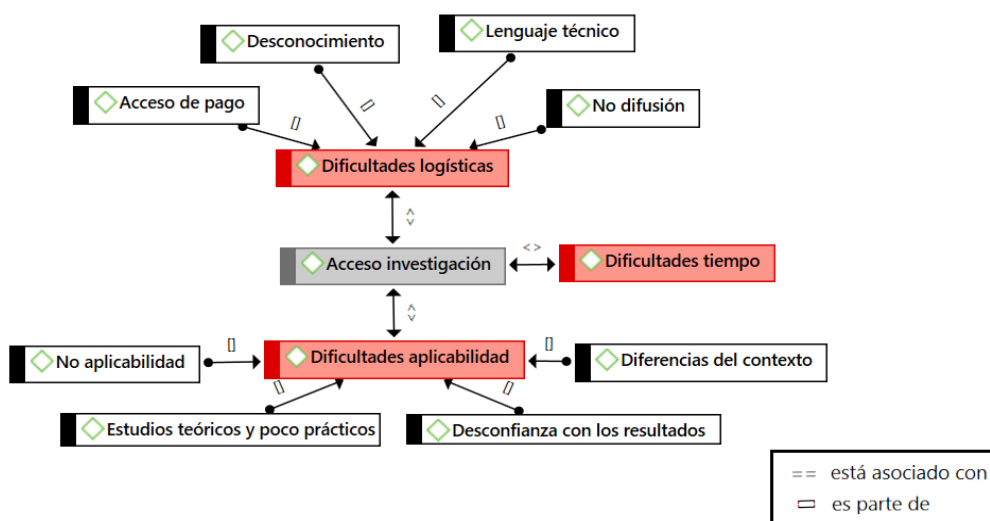 Lenguaje técnico
Desconocimiento
[]
[]
Acceso de pago
[]
[]
No difusión
Dificultades logísticas
<>
Acceso investigación
<>
Dificultades tiempo
<>
No aplicabilidad
[]
Dificultades aplicabilidad
[]
Diferencias del contexto
[]
[]
Estudios teóricos y poco prácticos
Desconfianza con los resultados
== está asociado con
[] es parte de